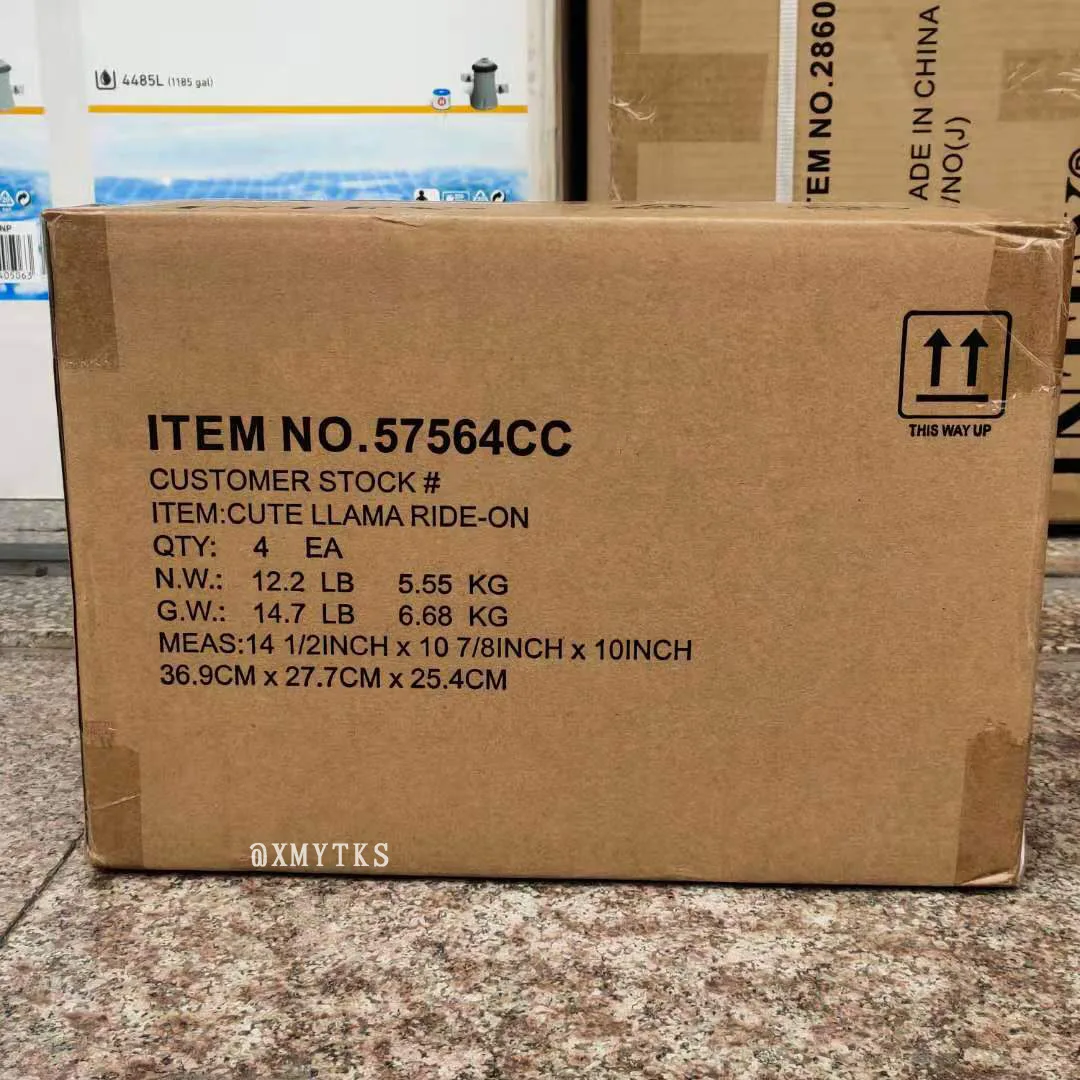 4485L (1185 gal)
H
ITEM NO.2860
ADE IN CHINA
/NO(J)
NP
THIS WAY UP
ITEM NO.57564CC
CUSTOMER STOCK #
ITEM:CUTE LLAMA RIDE-ON
QTY: 4 EA
N.W.: 12.2 LB 5.55 KG
G.W.: 14.7 LB 6.68 KG
MEAS:14 1/2INCH x 10 7/8INCH x 10INCH
36.9CM x 27.7CM x 25.4CM
@XMYTKS